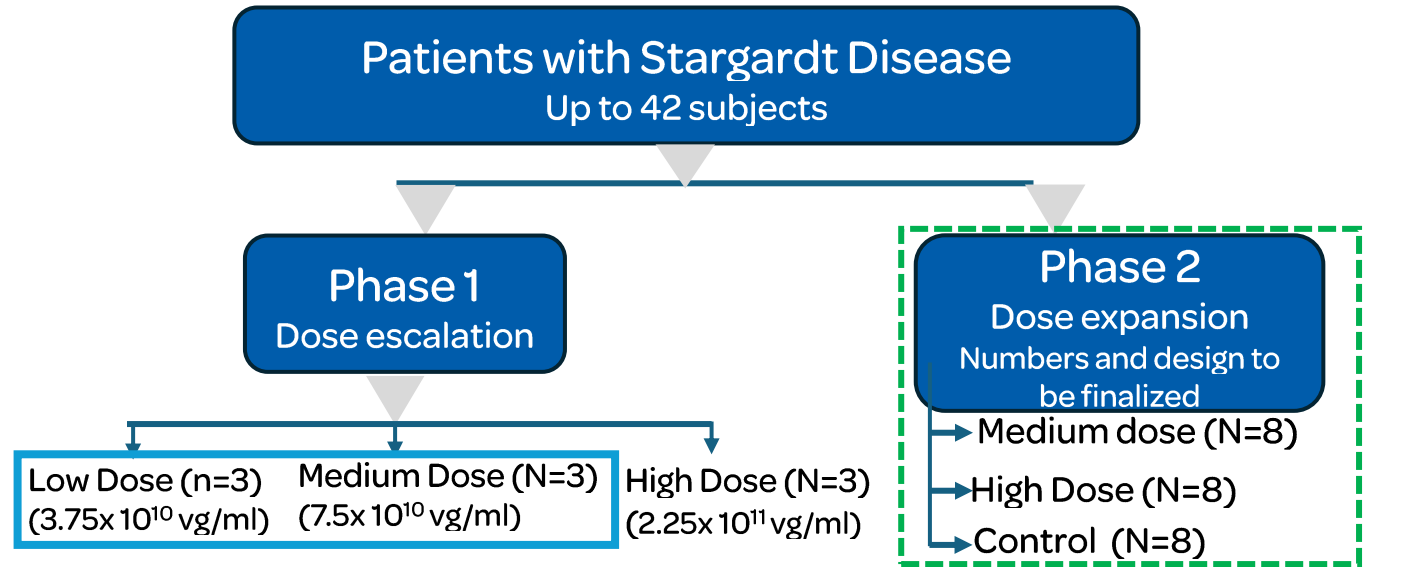 Patients with Stargardt Disease
Up to 42 subjects
Phase 1
Dose escalation
Low Dose (n=3)
(3.75x 10¹⁰ vg/ml)
Medium Dose (N=3)
(7.5x 10¹⁰ vg/ml)
High Dose (N=3)
(2.25x 10¹¹ vg/ml)
Phase 2
Dose expansion
Numbers and design to
be finalized
Medium dose (N=8)
High Dose (N=8)
Control (N=8)